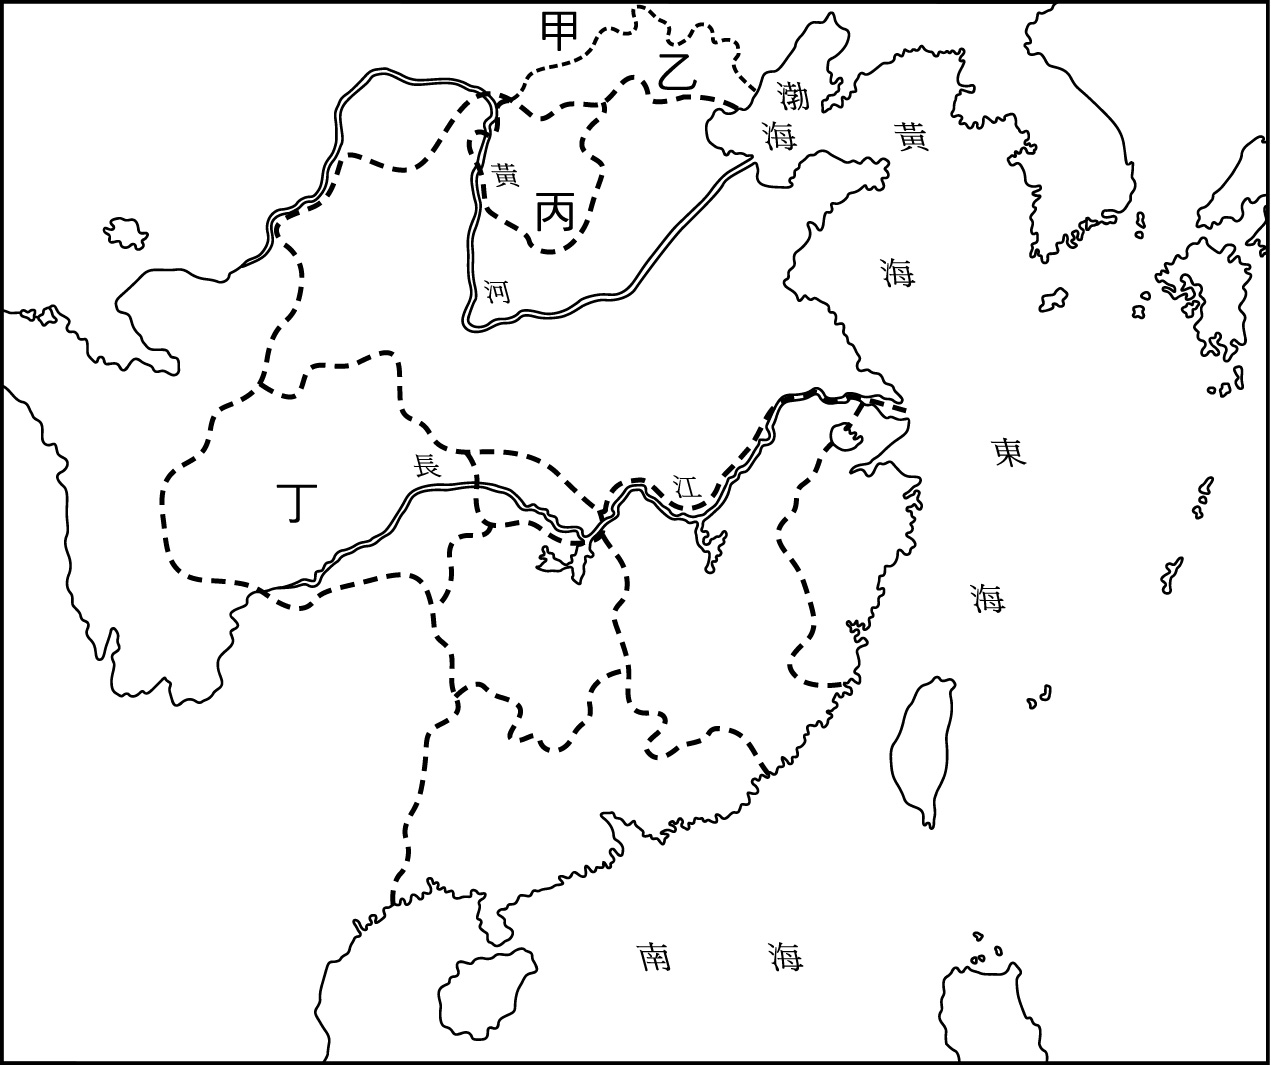 甲
乙
渤
海
黃
黃
丙
河
海
長
江
丁
東
海
南 海